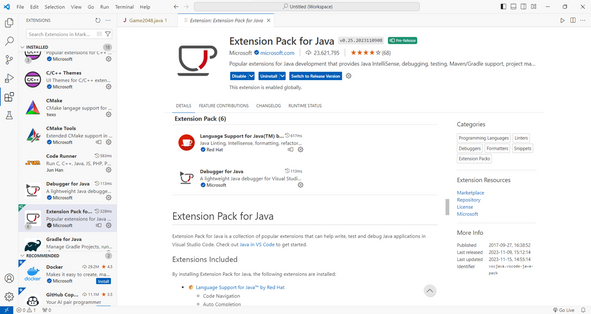 File Edit Selection View Go Run Terminal Help
Untitled (Workspace)
EXTENSIONS
Search Extensions in Mark...
INSTALLED
Popular extensions for C...
Microsoft
C/C++ Themes
UI Themes for C/C++ exten...
Microsoft
CMake
CMake langage support fo...
twxs
CMake Tools
Extended CMake support in...
Microsoft
Code Runner
Run C, C++, Java, JS, PHP, P...
Jun Han
Debugger for Java
A lightweight Java debugge...
Microsoft
Extension Pack fo...
Popular extensions for Java ...
Microsoft
Gradle for Java
Manage Gradle Projects, run...
RECOMMENDED
Docker
Makes it easy to create, ma...
Microsoft
Install
GitHub Cop...
Your AI pair programmer
Game2048.java 1
Extension: Extension Pack for Java
Extension Pack for Java
v0.25.2023110908
Pre-Release
Microsoft
microsoft.com
23,621,795
(68)
Popular extensions for Java development that provides Java IntelliSense, debugging, testing, Maven/Gradle support, project ma...
Disable
Uninstall
Switch to Release Version
This extension is enabled globally.
DETAILS FEATURE CONTRIBUTIONS CHANGELOG RUNTIME STATUS
Extension Pack (6)
Language Support for Java(TM) b...
Java Linting, Intellisense, formatting, refactor...
Red Hat
Debugger for Java
A lightweight Java debugger for Visual Studi...
Microsoft
Extension Pack for Java
Extension Pack for Java is a collection of popular extensions that can help write, test and debug Java applications in
Visual Studio Code. Check out Java in VS Code to get started.
Extensions Included
By installing Extension Pack for Java, the following extensions are installed:
Language Support for Java™ by Red Hat
Code Navigation
Auto Completion
Categories
Programming Languages
Linters
Debuggers
Formatters
Snippets
Extension Packs
Extension Resources
Marketplace
Repository
License
Microsoft
More Info
Published 2017-09-27, 16:38:32
Last released 2023-11-09, 15:12:14
Last updated 2023-11-15, 14:55:14
Identifier vscjava.vscode-java-pack
Go Live